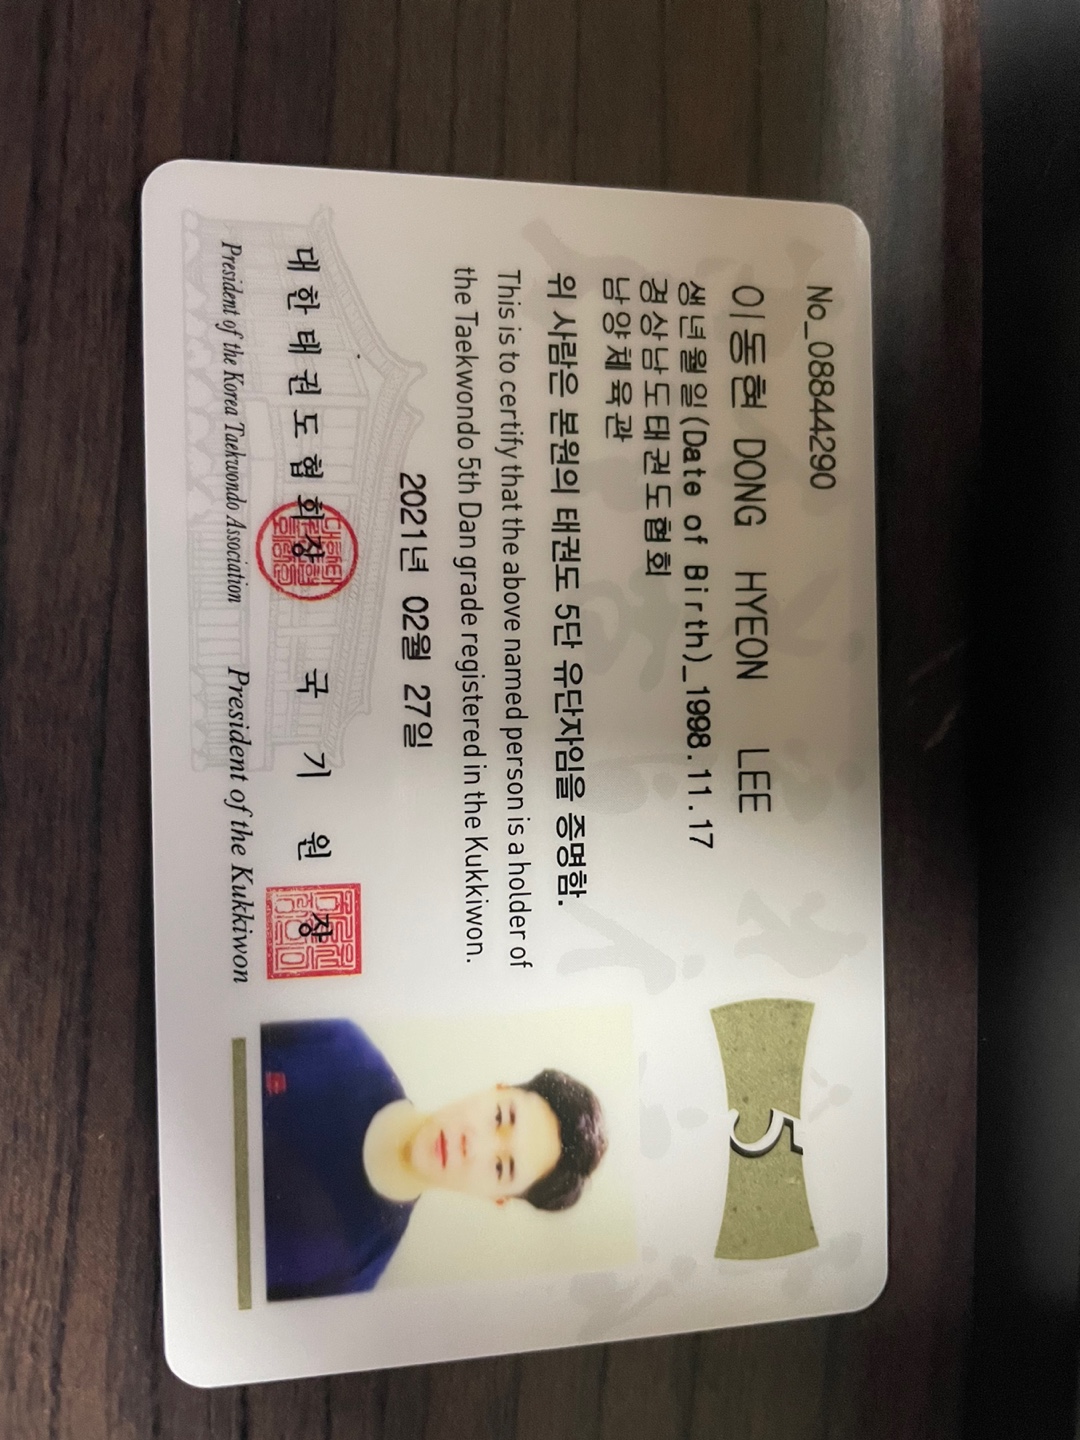 No_08844290
이동현 DONG HYEON LEE
생년월일(Date of Birth)_1998.11.17
경상남도태권도협회
남양체육관
위 사람은 본원의 태권도 5단 유단자임을 증명함.
This is to certify that the above named person is a holder of
the Taekwondo 5th Dan grade registered in the Kukkiwon.
2021년 02월 27일
대한태권도협회장 국기원장
President of the Korea Taekwondo Association President of the Kukkiwon
5